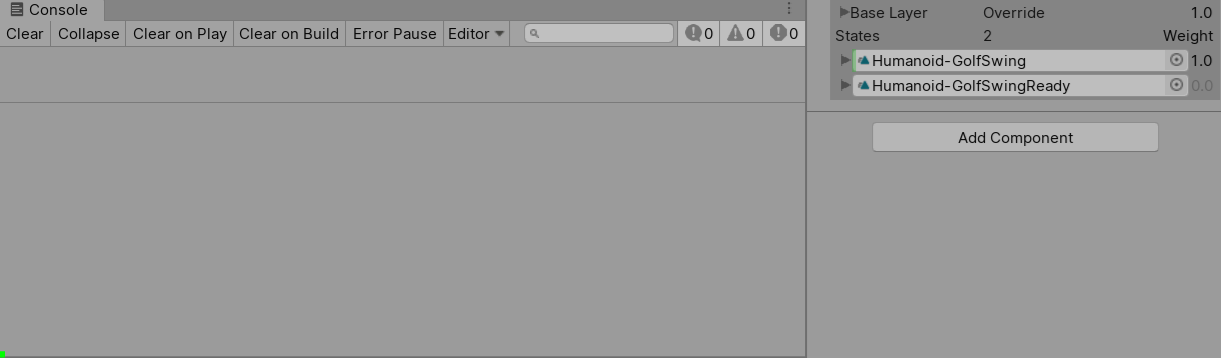 Console
Clear Collapse Clear on Play Clear on Build Error Pause Editor 0 0 0
Base Layer Override 1.0
States 2 Weight
Humanoid-GolfSwing 1.0
Humanoid-GolfSwingReady 0.0
Add Component